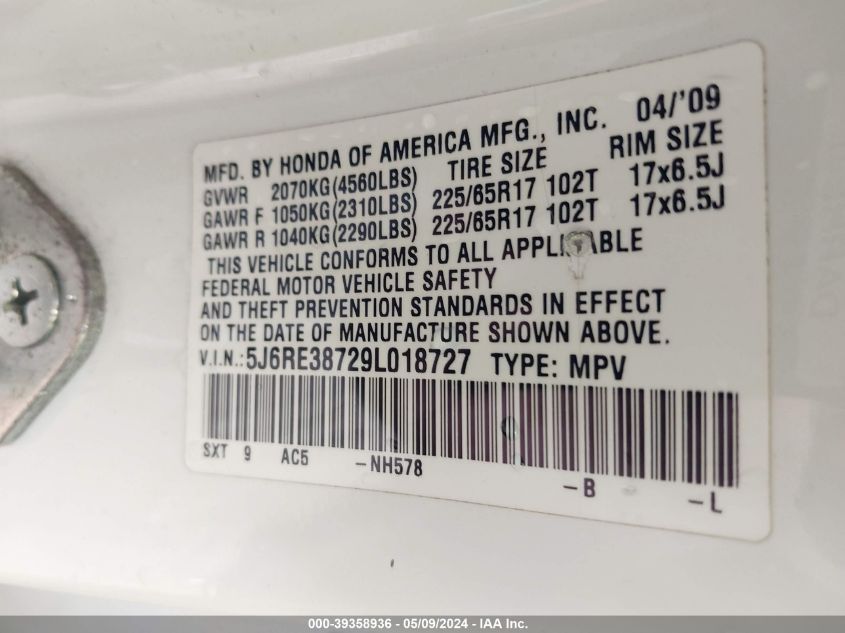 MFD. BY HONDA OF AMERICA MFG., INC. 04/'09
GVWR 2070KG(4560LBS) TIRE SIZE RIM SIZE
GAWR F 1050KG(2310LBS) 225/65R17 102T 17x6.5J
GAWR R 1040KG(2290LBS) 225/65R17 102T 17x6.5J
THIS VEHICLE CONFORMS TO ALL APPLICABLE
FEDERAL MOTOR VEHICLE SAFETY
AND THEFT PREVENTION STANDARDS IN EFFECT
ON THE DATE OF MANUFACTURE SHOWN ABOVE.
V.I.N.: 5J6RE38729L018727 TYPE: MPV
SXT 9 AC5 -NH578 -B -L
000-39358936 - 05/09/2024 - IAA Inc.